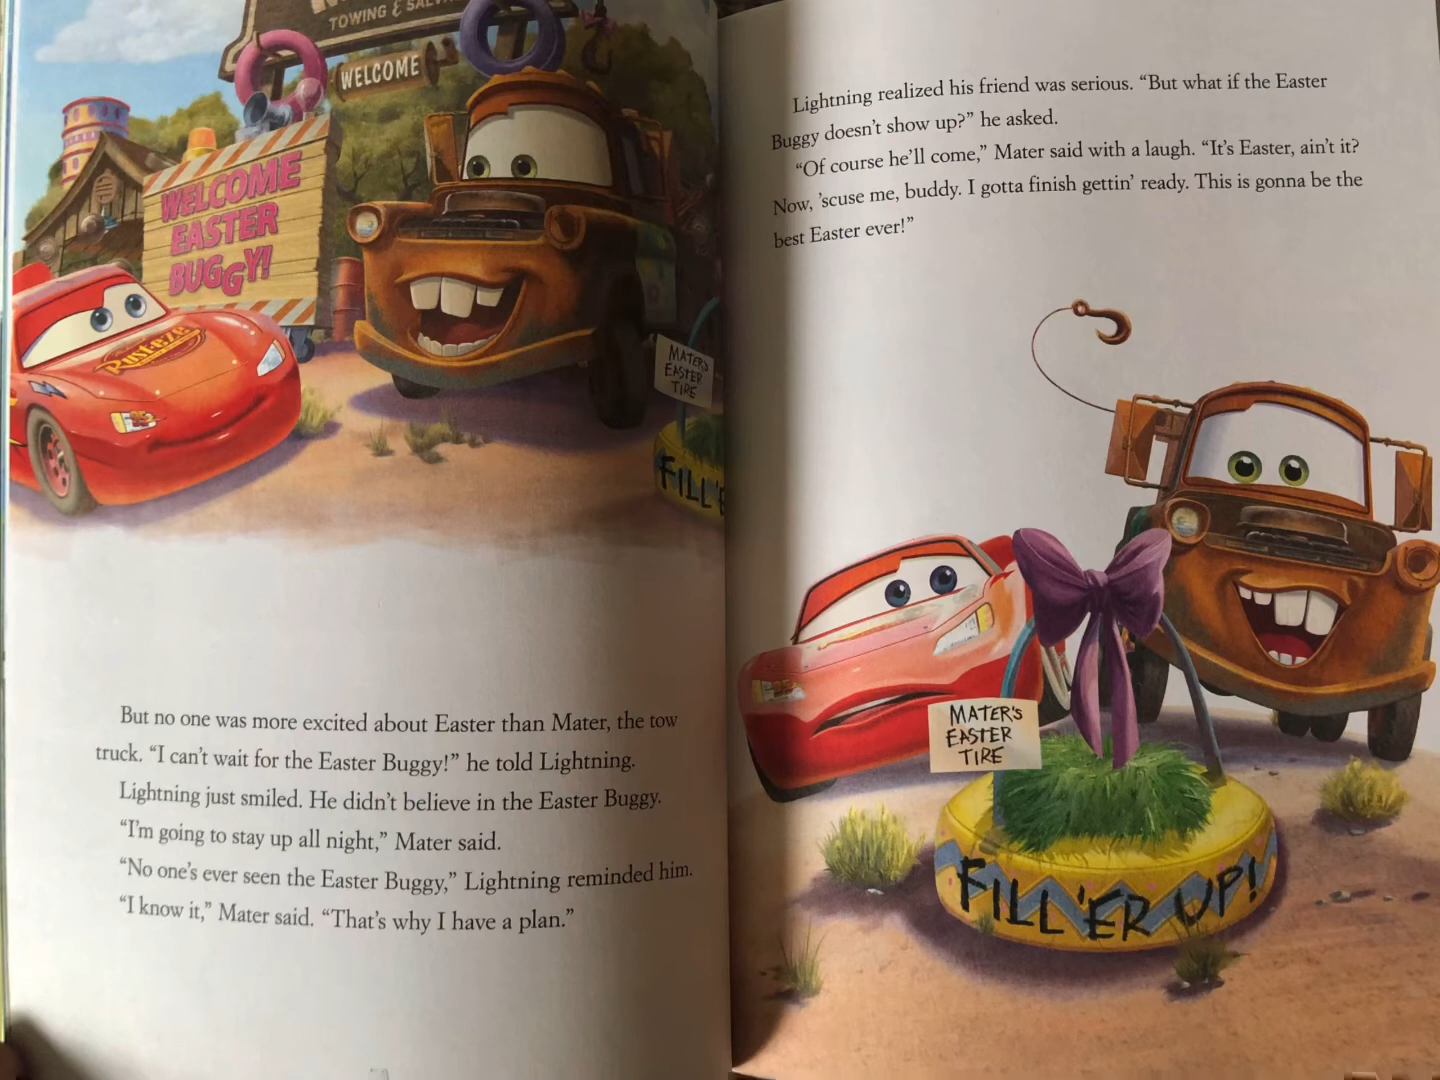 TOWING & SALV
WELCOME
WELCOME
EASTER
BUGGY!
RUST-EZE
95
MATER'S
EASTER
TIRE
FILL'E
But no one was more excited about Easter than Mater, the tow
truck. “I can’t wait for the Easter Buggy!” he told Lightning.
Lightning just smiled. He didn’t believe in the Easter Buggy.
“I’m going to stay up all night,” Mater said.
“No one’s ever seen the Easter Buggy,” Lightning reminded him.
“I know it,” Mater said. “That’s why I have a plan.”
Lightning realized his friend was serious. “But what if the Easter
Buggy doesn’t show up?” he asked.
“Of course he’ll come,” Mater said with a laugh. “It’s Easter, ain’t it?
Now, ’scuse me, buddy. I gotta finish gettin’ ready. This is gonna be the
best Easter ever!”
95
MATER'S
EASTER
TIRE
FILL 'ER UP!